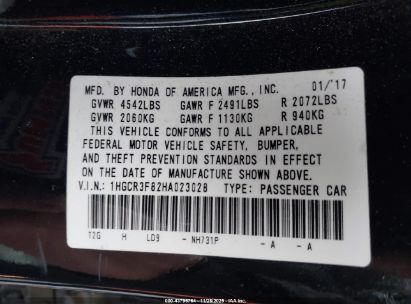 MFD. BY HONDA OF AMERICA MFG., INC. 01/'17
GVWR 4542LBS GAWR F 2491LBS R 2072LBS
GVWR 2060KG GAWR F 1130KG R 940KG
THIS VEHICLE CONFORMS TO ALL APPLICABLE
FEDERAL MOTOR VEHICLE SAFETY, BUMPER,
AND THEFT PREVENTION STANDARDS IN EFFECT
ON THE DATE OF MANUFACTURE SHOWN ABOVE.
V.I.N.: 1HGCR3F82HA023028 TYPE: PASSENGER CAR
T2G H LD9 - NH731P - A - A